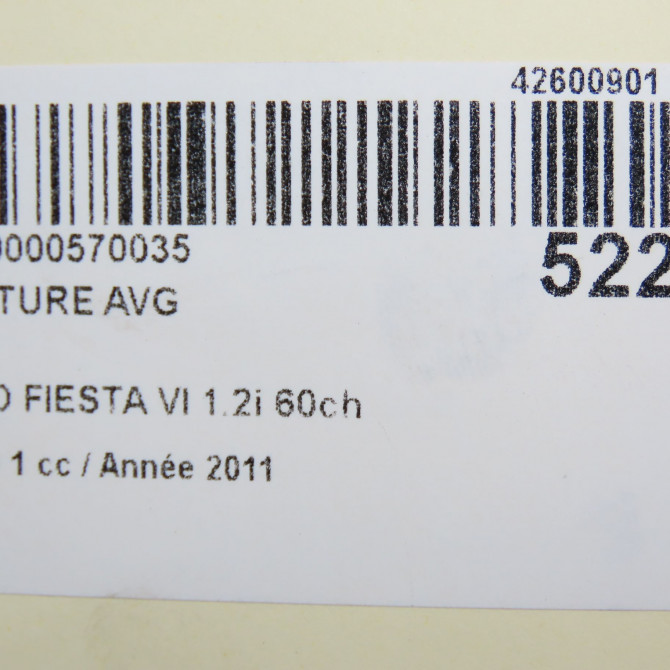 42600901
0000570035
522
TURE AVG
FIESTA VI 1.2i 60ch
1 cc / Année 2011